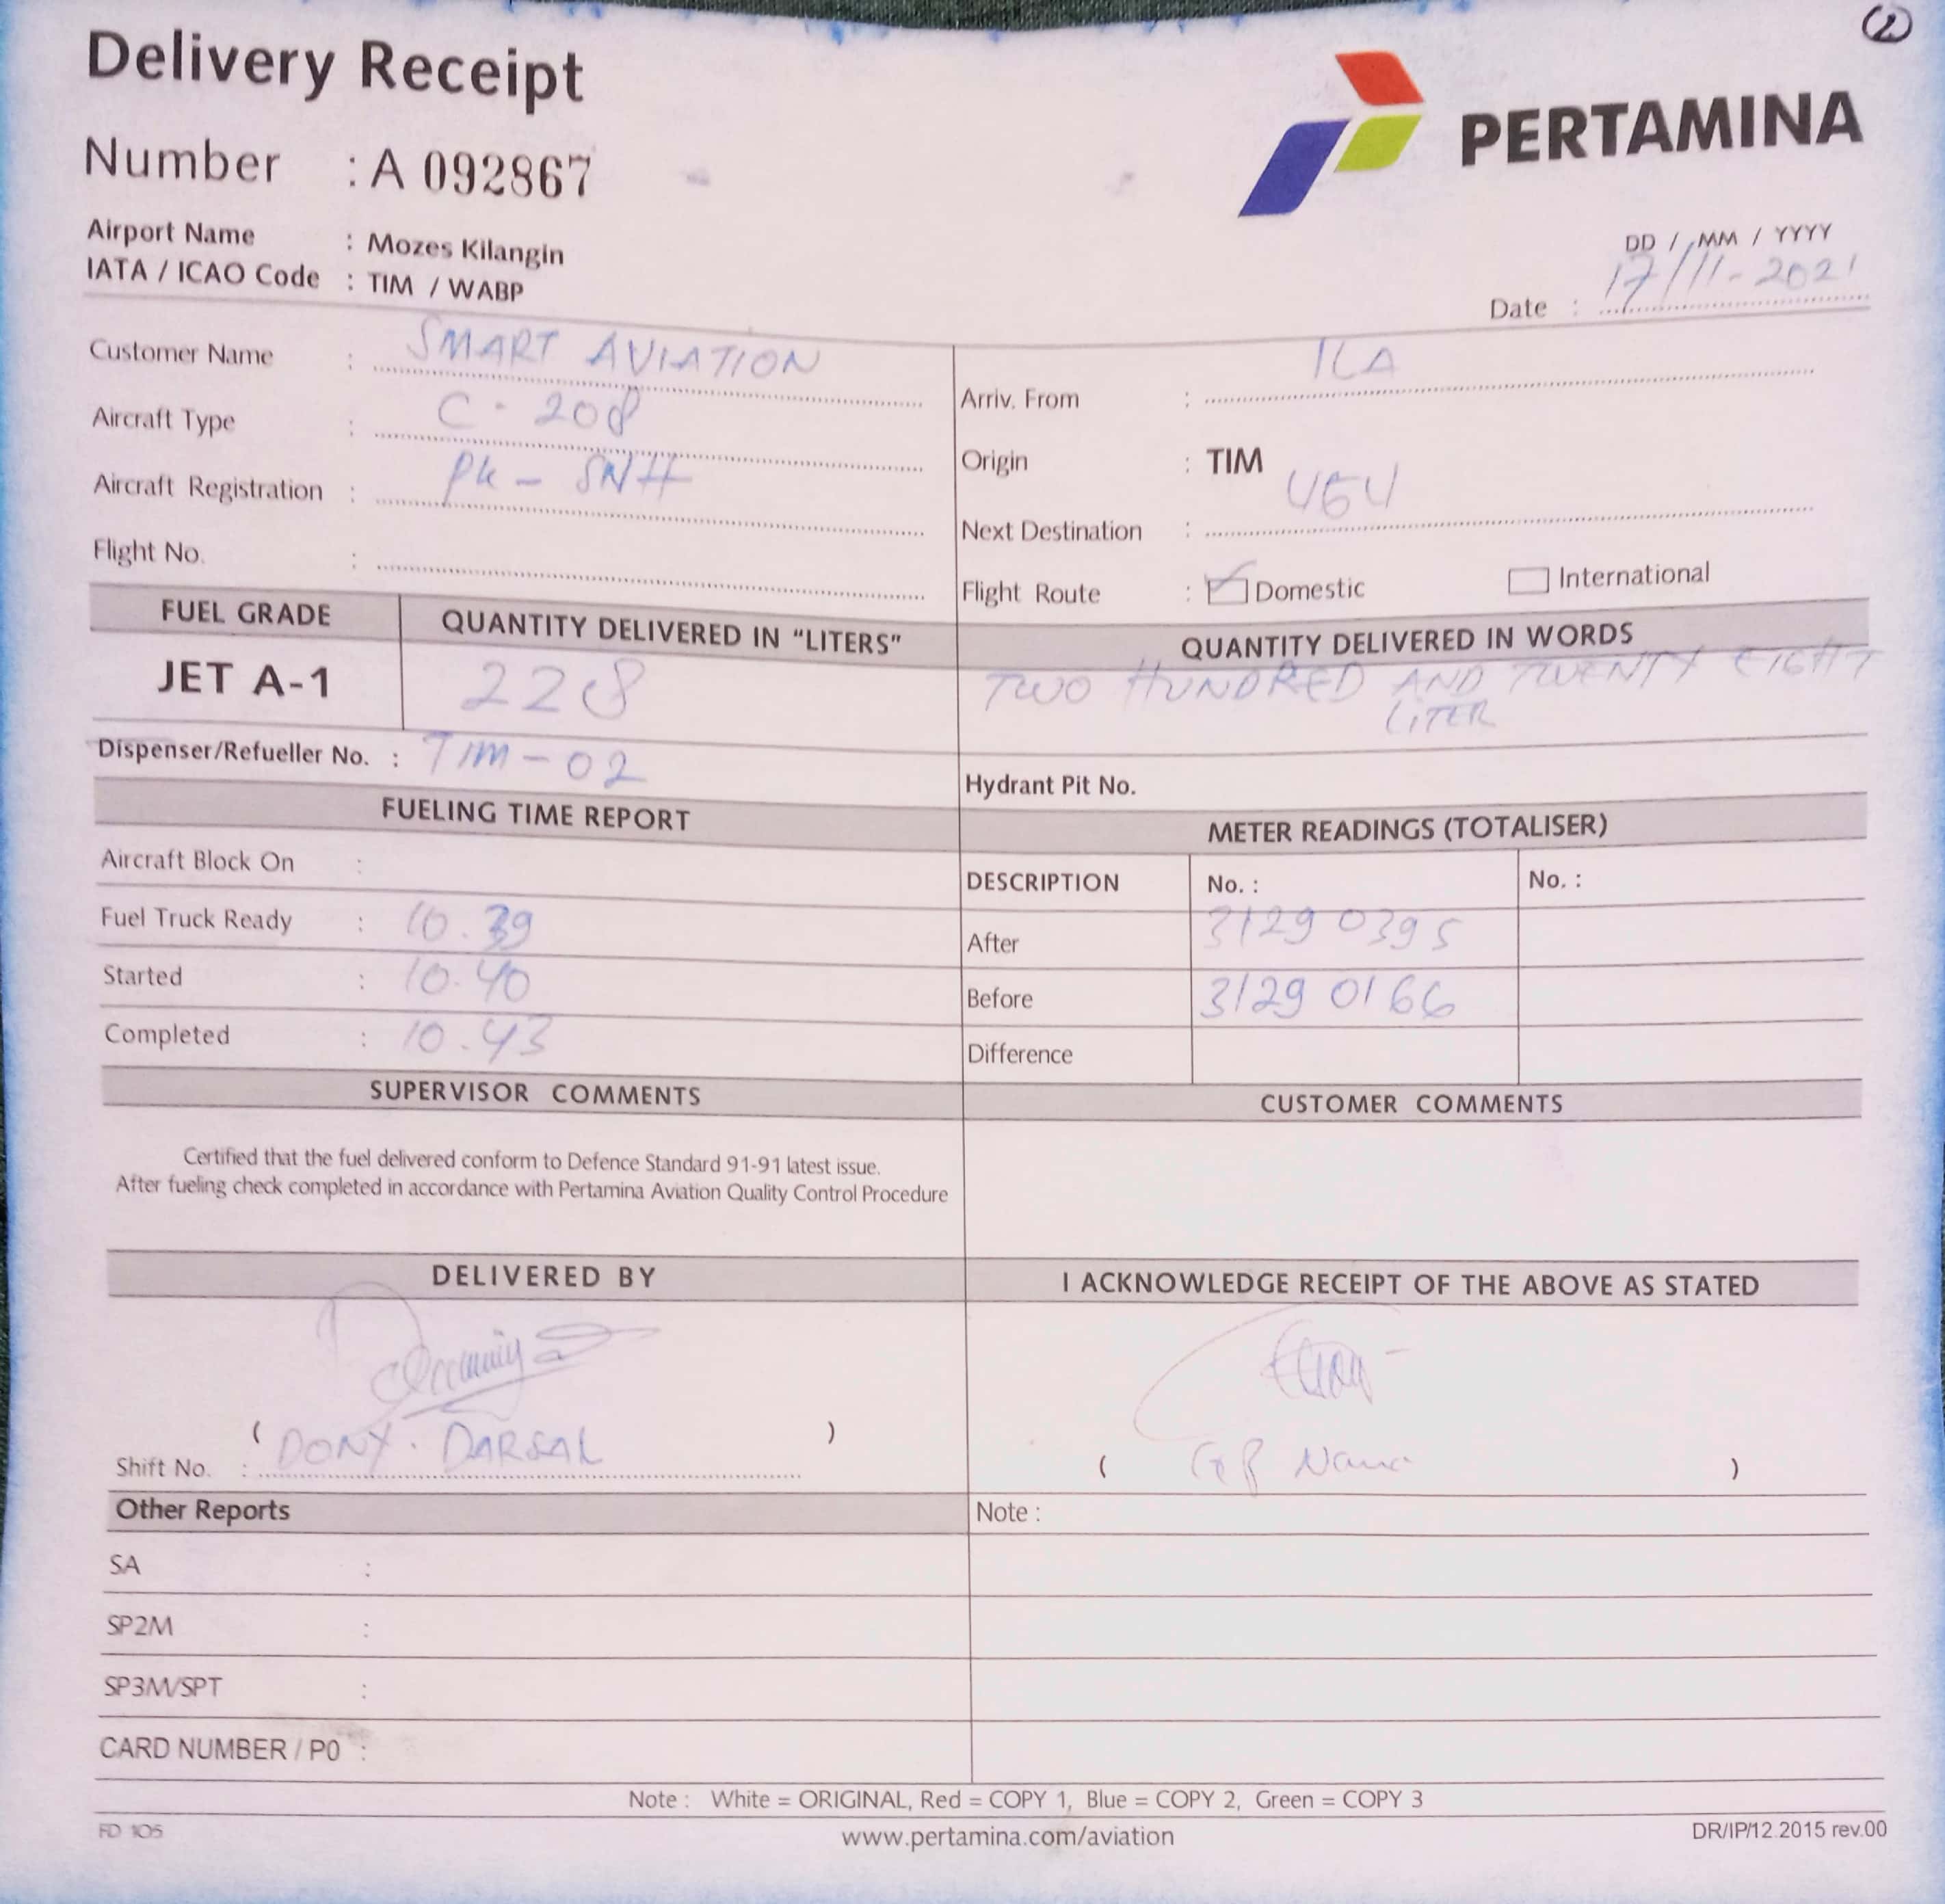 2
Delivery Receipt
PERTAMINA
Number : A 092867
Airport Name : Mozes Kilangin
IATA / ICAO Code : TIM / WABP
DD / MM / YYYY
Date : 17/11-2021
Customer Name : SMART AVIATION
Aircraft Type : C-208
Aircraft Registration : PK-SNH
Flight No. :
Arriv. From : ILA
Origin : TIM
Next Destination :
Flight Route : Domestic International
FUEL GRADE QUANTITY DELIVERED IN "LITERS" QUANTITY DELIVERED IN WORDS
JET A-1 228 TWO HUNDRED AND TWENTY EIGHT
LITER
Dispenser/Refueller No. : TIM-02
Hydrant Pit No.
FUELING TIME REPORT
Aircraft Block On :
Fuel Truck Ready : 10.39
Started : 10.40
Completed : 10.43
METER READINGS (TOTALISER)
DESCRIPTION No. : No. :
After 31290395
Before 31290166
Difference
SUPERVISOR COMMENTS
Certified that the fuel delivered conform to Defence Standard 91-91 latest issue.
After fueling check completed in accordance with Pertamina Aviation Quality Control Procedure
CUSTOMER COMMENTS
DELIVERED BY
( DONY. DARSAL )
Shift No. :
I ACKNOWLEDGE RECEIPT OF THE ABOVE AS STATED
( )
Other Reports
SA :
SP2M :
SP3M/SPT :
CARD NUMBER / P0 :
Note :
Note : White = ORIGINAL, Red = COPY 1, Blue = COPY 2, Green = COPY 3
FD 105
www.pertamina.com/aviation
DR/IP/12.2015 rev.00